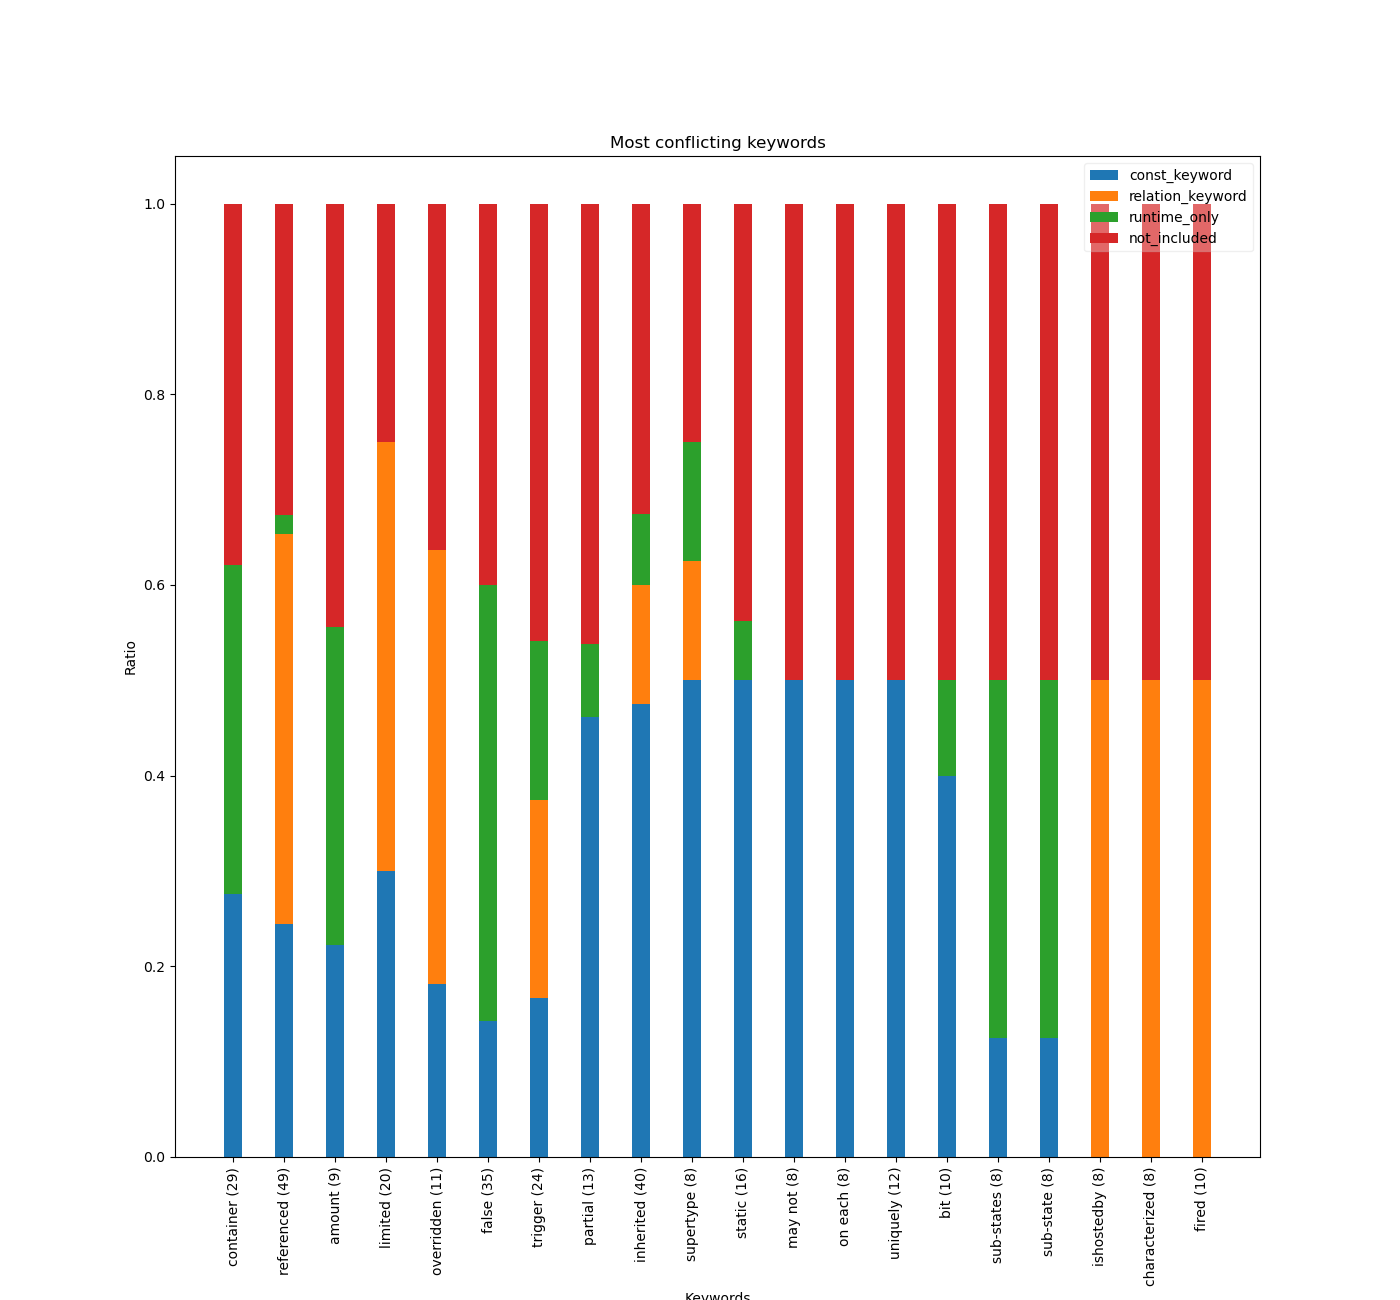 Most conflicting keywords
const_keyword
relation_keyword
runtime_only
not_included
1.0
0.8
0.6
0.4
0.2
0.0
Ratio
container (29)
referenced (49)
amount (9)
limited (20)
overridden (11)
false (35)
trigger (24)
partial (13)
inherited (40)
supertype (8)
static (16)
may not (8)
on each (8)
uniquely (12)
bit (10)
sub-states (8)
sub-state (8)
ishostedby (8)
characterized (8)
fired (10)
Keywords